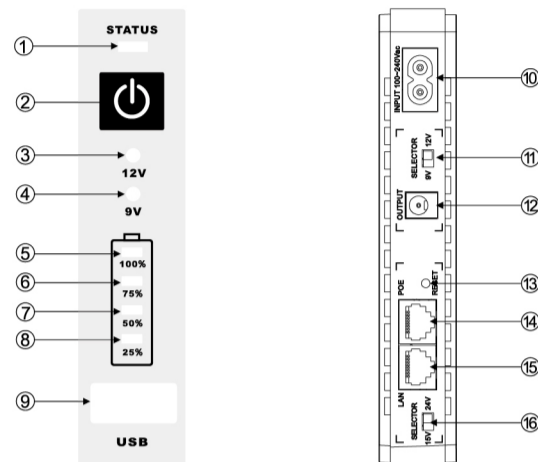 STATUS
①
②
③
12V
④
9V
⑤
100%
⑥
75%
⑦
50%
⑧
25%
⑨
USB
INPUT 100~240Vac
⑩
SELECTOR
9V 12V
⑪
OUTPUT
⑫
POE
RESET
⑬
⑭
⑮
LAN
SELECTOR
15V 24V
⑯